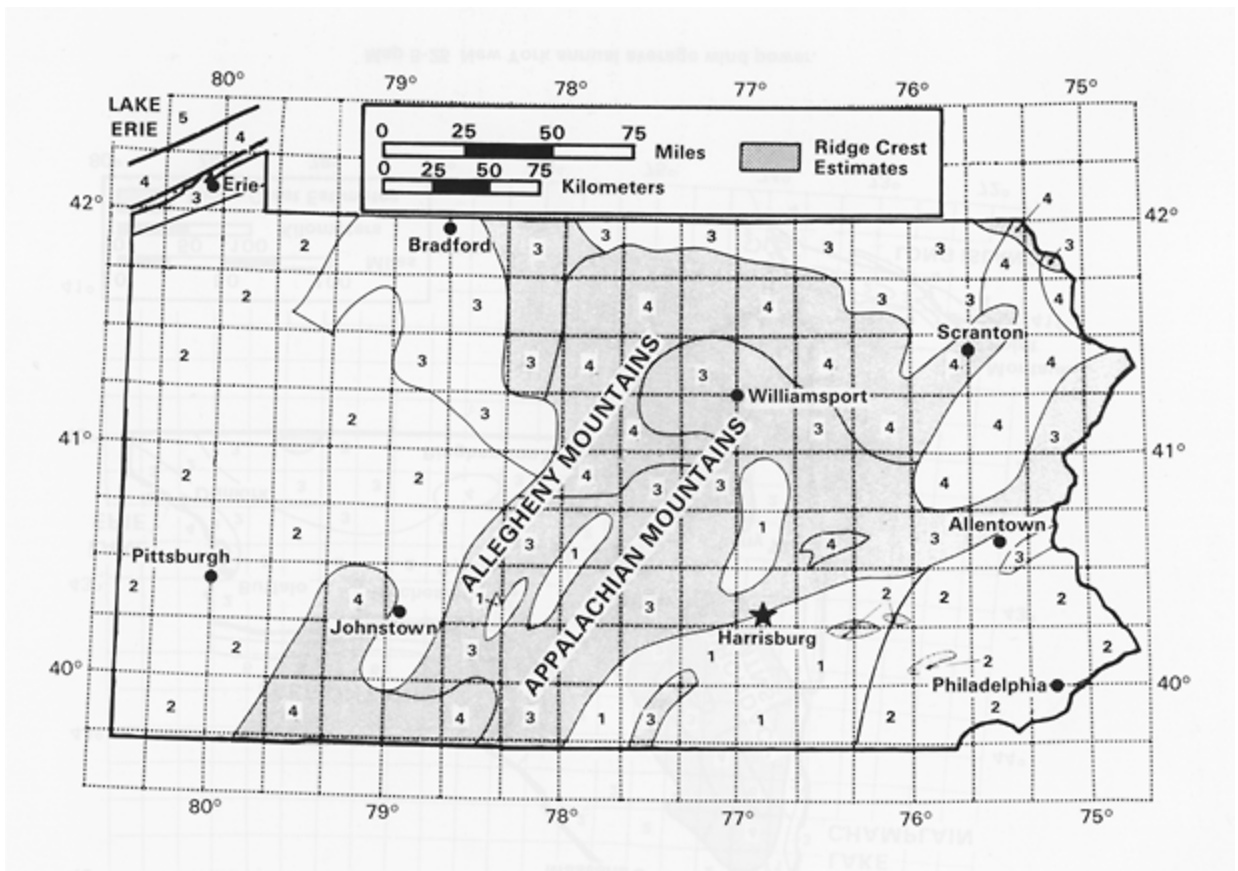 80° 79° 78° 77° 76° 75°
LAKE
ERIE
5
4
4
3
Erie
0 25 50 75
Miles
0 25 50 75
Kilometers
Ridge Crest
Estimates
42° 42°
4
2 Bradford 3 3 3 3 3 3
4 4
2 3 4 4 3 3
Scranton
2 3 3 4 3 4 4 4
Williamsport
2 3 4 3 4 4 3
41° 41°
2 2 4 3 3 4
ALLEGHENY MOUNTAINS
APPALACHIAN MOUNTAINS
1
Allentown
2 3 1 4 3 3
Pittsburgh
2 4 1 3 2 2 2
Johnstown
Harrisburg
2 3 1 1 2 2
40° 40°
Philadelphia
2 4 4 3 1 3 1 2 2
80° 79° 78° 77° 76° 75°